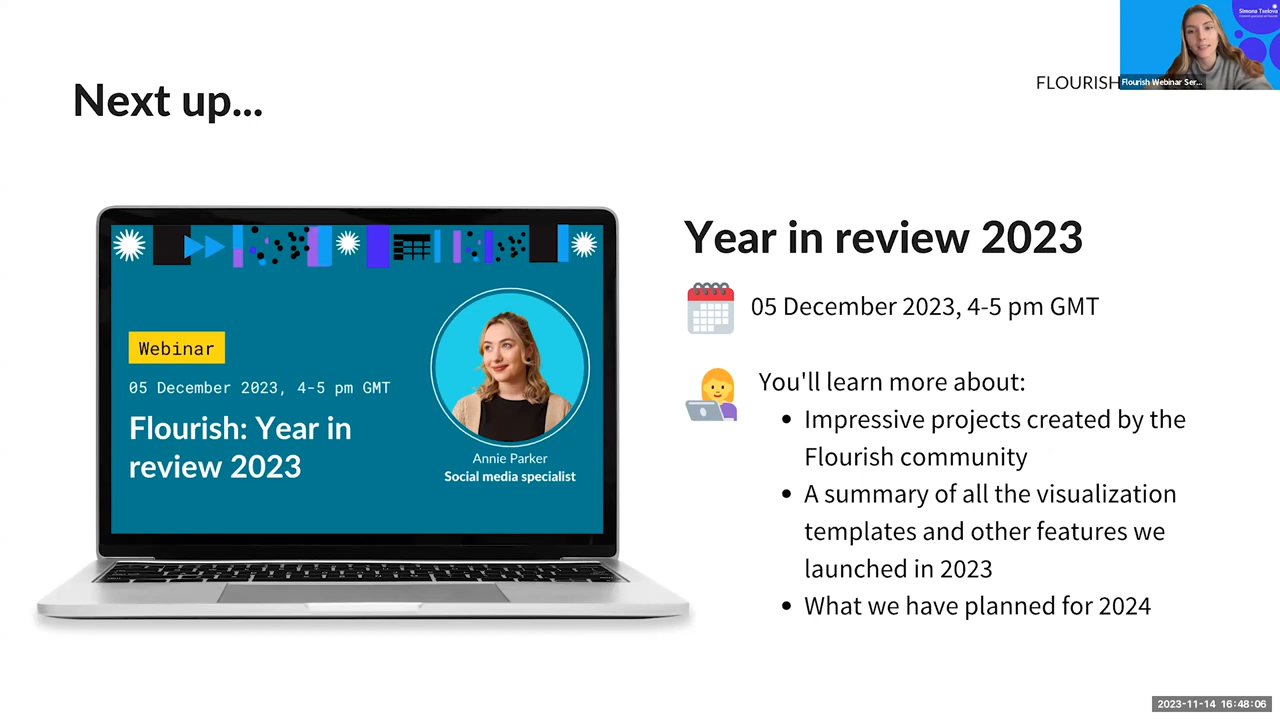 Simona Tselova
FLOURISH
Flourish Webinar Ser...
Next up...
Webinar
05 December 2023, 4-5 pm GMT
Flourish: Year in
review 2023
Annie Parker
Social media specialist
Year in review 2023
05 December 2023, 4-5 pm GMT
You'll learn more about:
• Impressive projects created by the
Flourish community
• A summary of all the visualization
templates and other features we
launched in 2023
• What we have planned for 2024
2023-11-14 16:48:06